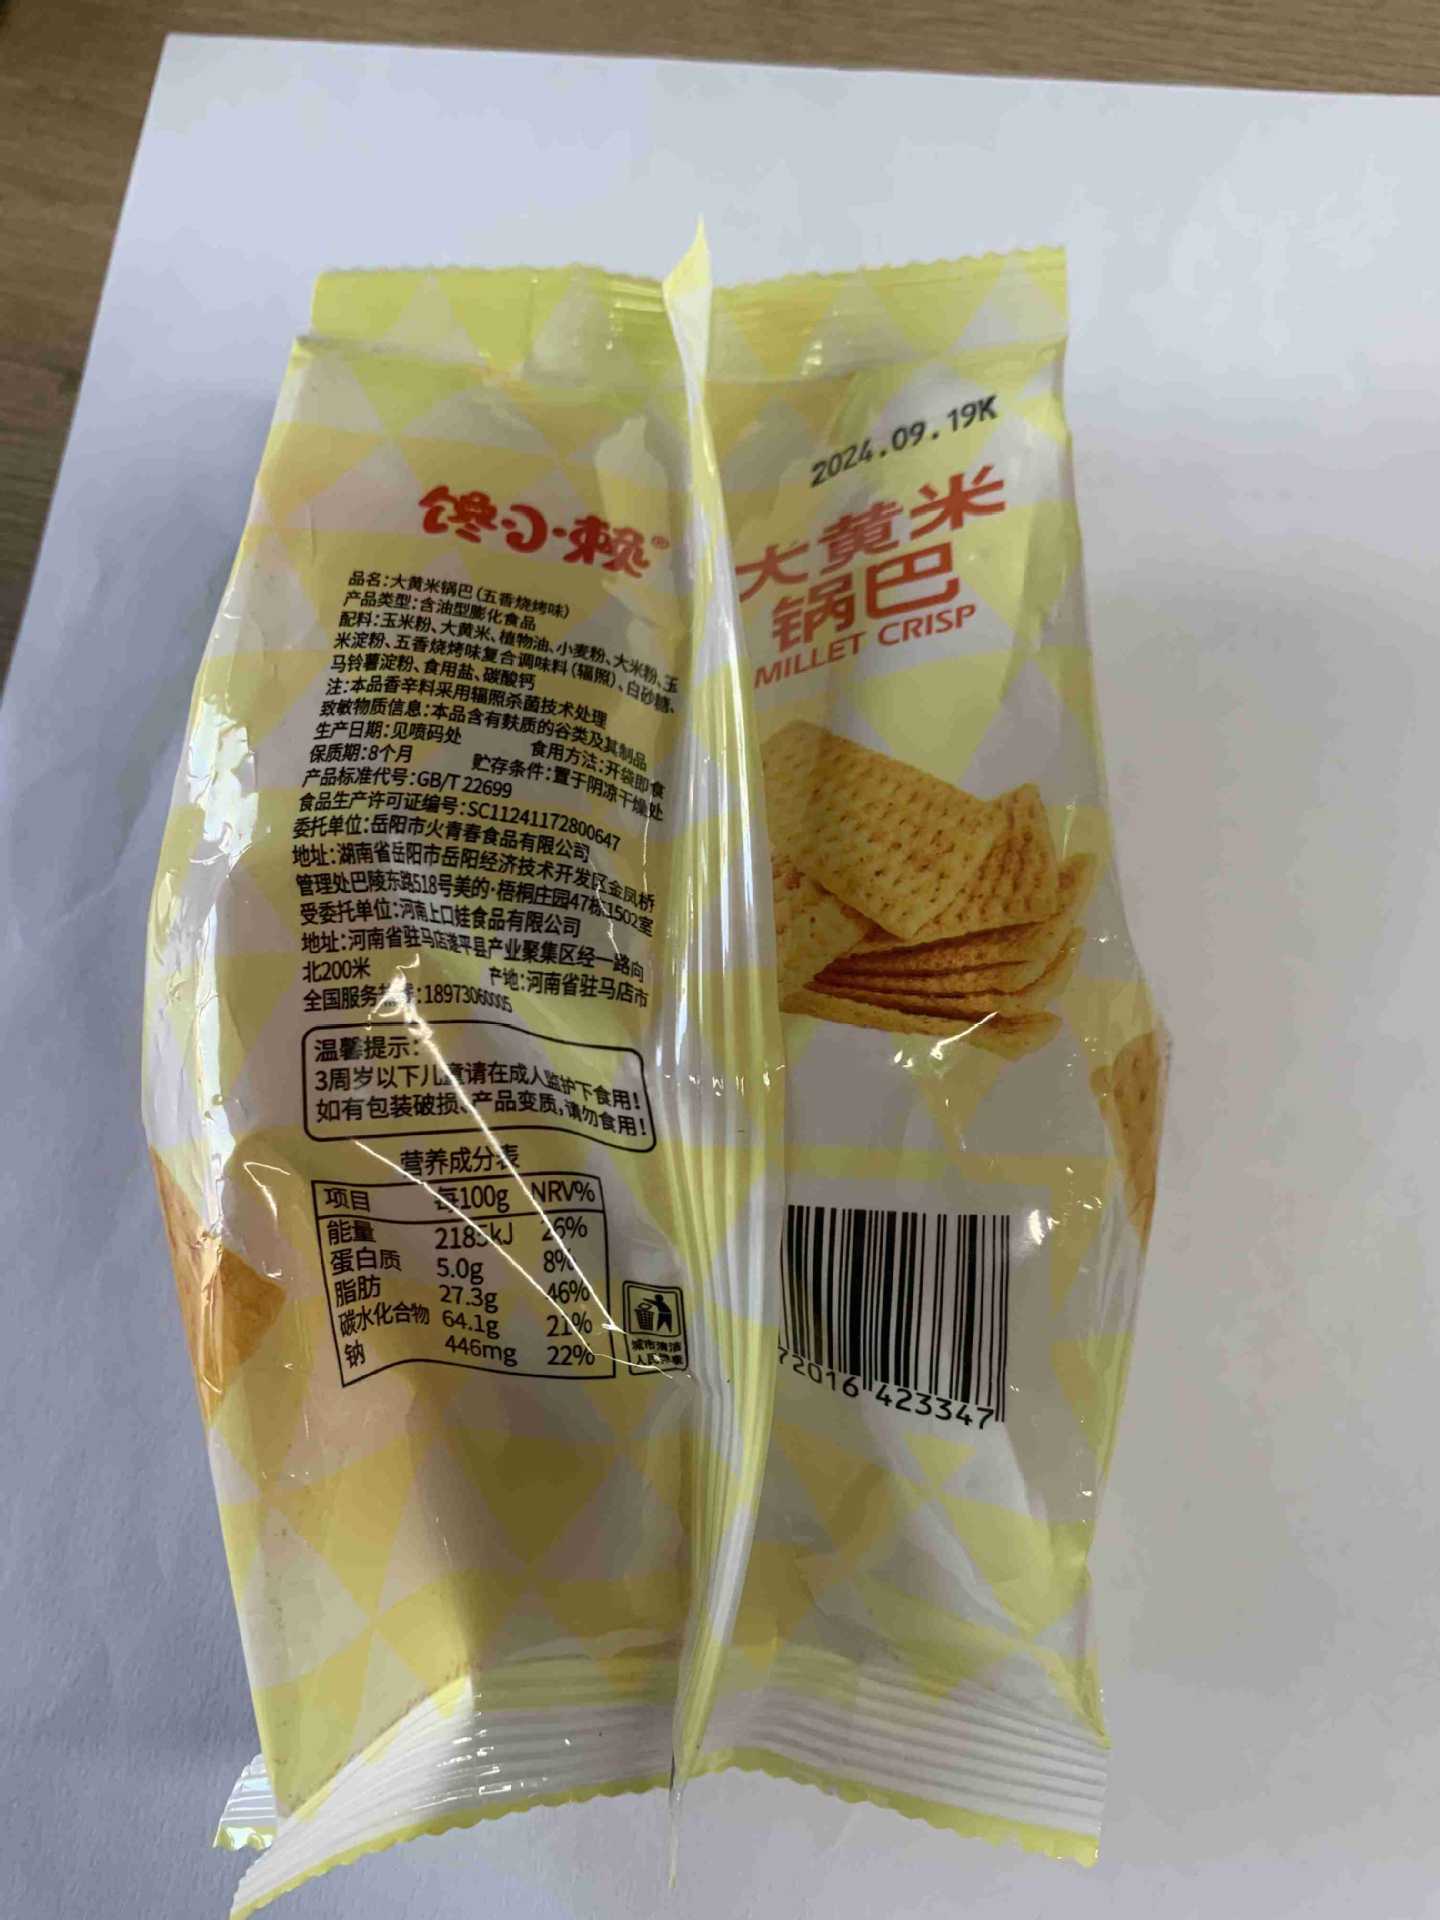 馋小赖®
品名:大黄米锅巴(五香烧烤味)
产品类型:含油型膨化食品
配料:玉米粉、大黄米、植物油、小麦粉、大米粉、玉
米淀粉、五香烧烤味复合调味料(辐照)、白砂糖、
马铃薯淀粉、食用盐、碳酸钙
注:本品香辛料采用辐照杀菌技术处理
致敏物质信息:本品含有麸质的谷类及其制品
生产日期:见喷码处 食用方法:开袋即食
保质期:8个月 贮存条件:置于阴凉干燥处
产品标准代号:GB/T 22699
食品生产许可证编号:SC11241172800647
委托单位:岳阳市火青春食品有限公司
地址:湖南省岳阳市岳阳经济技术开发区金凤桥
管理处巴陵东路518号美的·梧桐庄园47栋1502室
受委托单位:河南上口娃食品有限公司
地址:河南省驻马店遂平县产业聚集区经一路向
北200米 产地:河南省驻马店市
全国服务热线:18973060005
温馨提示:
3周岁以下儿童请在成人监护下食用!
如有包装破损、产品变质,请勿食用!
营养成分表
项目 每100g NRV%
能量 2185kJ 26%
蛋白质 5.0g 8%
脂肪 27.3g 46%
碳水化合物 64.1g 21%
钠 446mg 22%
2024.09.19K
大黄米
锅巴
MILLET CRISP
72016 423347